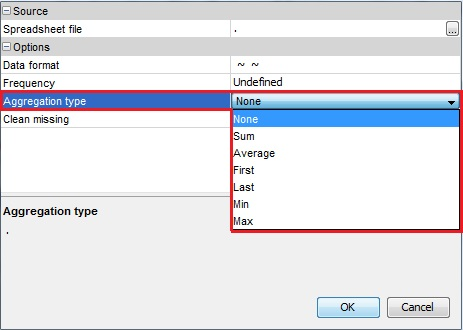 Source
Spreadsheet file .
...
Options
Data format ~ ~
Frequency Undefined
Aggregation type None
Clean missing
None
Sum
Average
First
Last
Min
Max
Aggregation type
.
OK Cancel